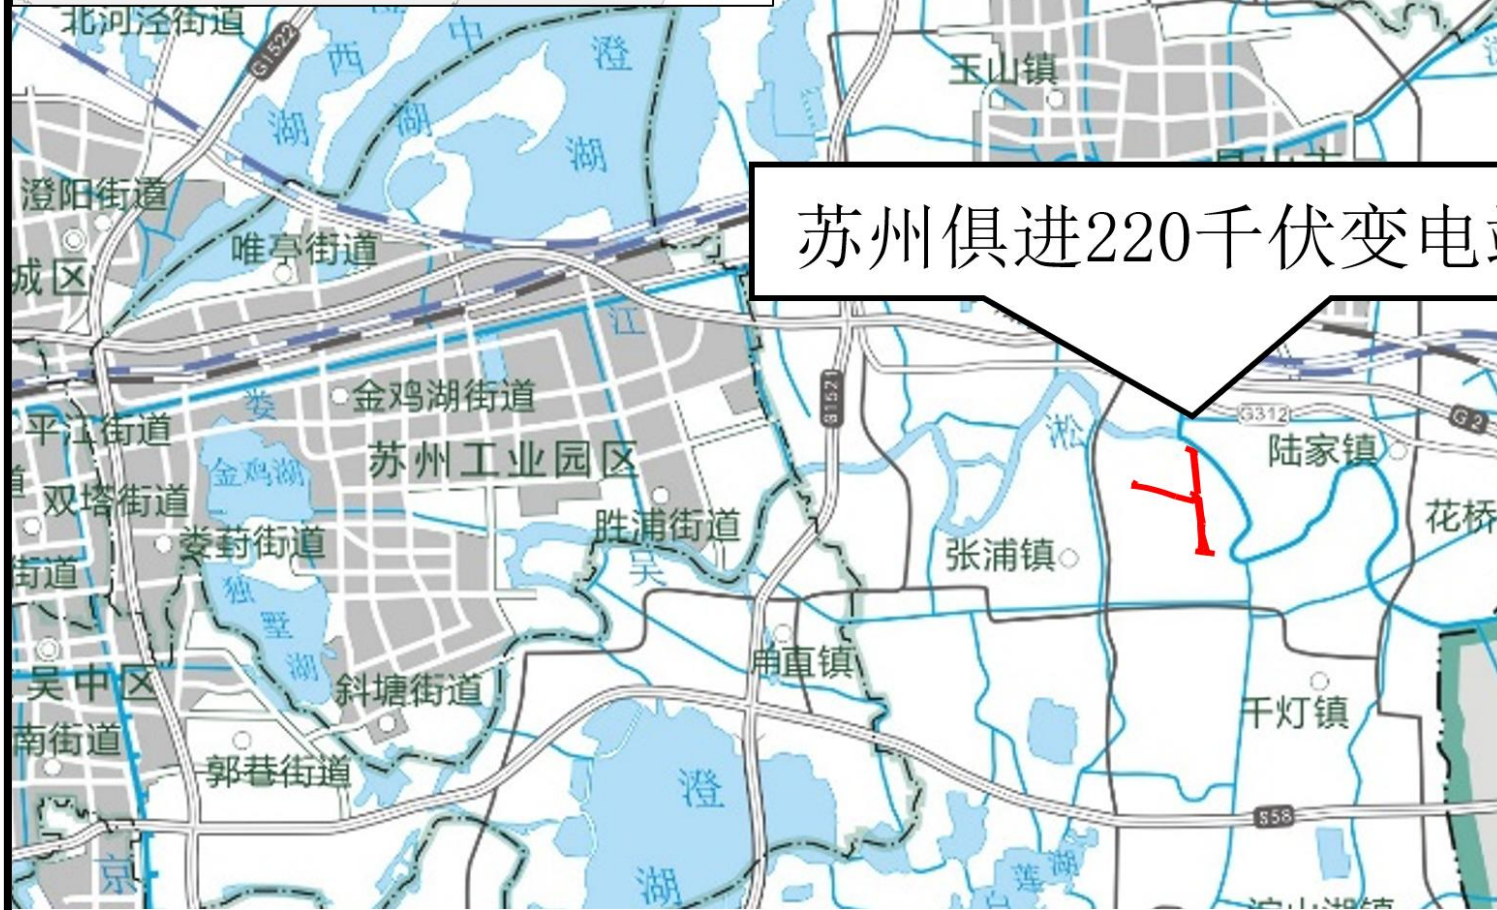 北河泾街道
G1522
西
中
澄
湖
湖
湖
玉山镇
澄阳街道
唯亭街道
城区
苏州俱进220千伏变电
江
金鸡湖街道
娄
平江街道
G1521
淞
G312
G2
陆家镇
苏州工业园区
金鸡湖
双塔街道
胜浦街道
花桥
娄葑街道
街道
吴
张浦镇
独
墅
湖
吴中区
斜塘街道
甪直镇
千灯镇
南街道
郭巷街道
澄
S58
京
湖
莲湖
淀山湖镇